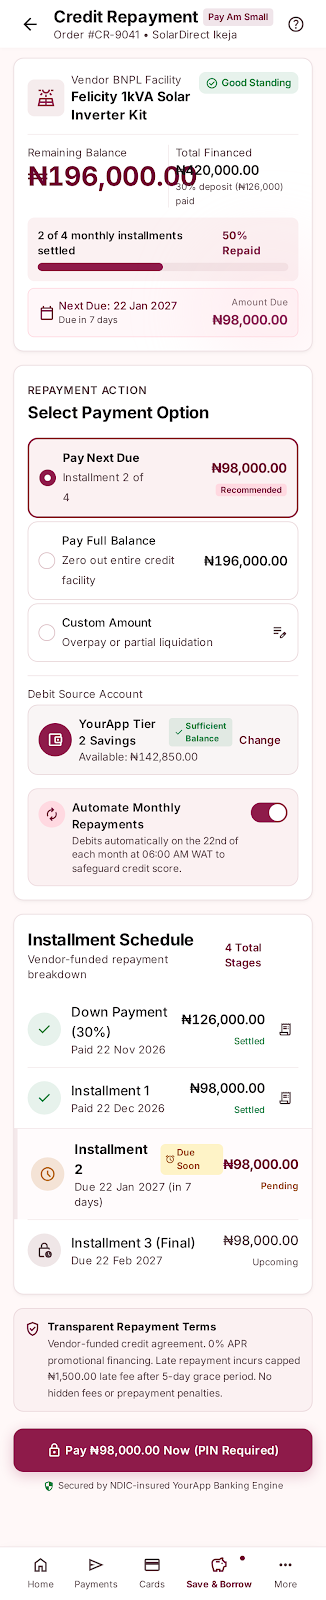 Credit Repayment Pay Am Small
Order #CR-9041 • SolarDirect Ikeja
Vendor BNPL Facility
Good Standing
Felicity 1kVA Solar
Inverter Kit
Remaining Balance
₦196,000.00
Total Financed
₦420,000.00
30% deposit (₦126,000)
paid
2 of 4 monthly installments
settled
50%
Repaid
Next Due: 22 Jan 2027
Due in 7 days
Amount Due
₦98,000.00
REPAYMENT ACTION
Select Payment Option
Pay Next Due
Installment 2 of
4
₦98,000.00
Recommended
Pay Full Balance
Zero out entire credit
facility
₦196,000.00
Custom Amount
Overpay or partial liquidation
Debit Source Account
YourApp Tier
2 Savings
Sufficient
Balance
Change
Available: ₦142,850.00
Automate Monthly
Repayments
Debits automatically on the 22nd of
each month at 06:00 AM WAT to
safeguard credit score.
Installment Schedule
Vendor-funded repayment
breakdown
4 Total
Stages
Down Payment
(30%)
Paid 22 Nov 2026
₦126,000.00
Settled
Installment 1
Paid 22 Dec 2026
₦98,000.00
Settled
Installment
2
Due
Soon
Due 22 Jan 2027 (in 7
days)
₦98,000.00
Pending
Installment 3 (Final)
Due 22 Feb 2027
₦98,000.00
Upcoming
Transparent Repayment Terms
Vendor-funded credit agreement. 0% APR
promotional financing. Late repayment incurs capped
₦1,500.00 late fee after 5-day grace period. No
hidden fees or prepayment penalties.
Pay ₦98,000.00 Now (PIN Required)
Secured by NDIC-insured YourApp Banking Engine
Home
Payments
Cards
Save & Borrow
More